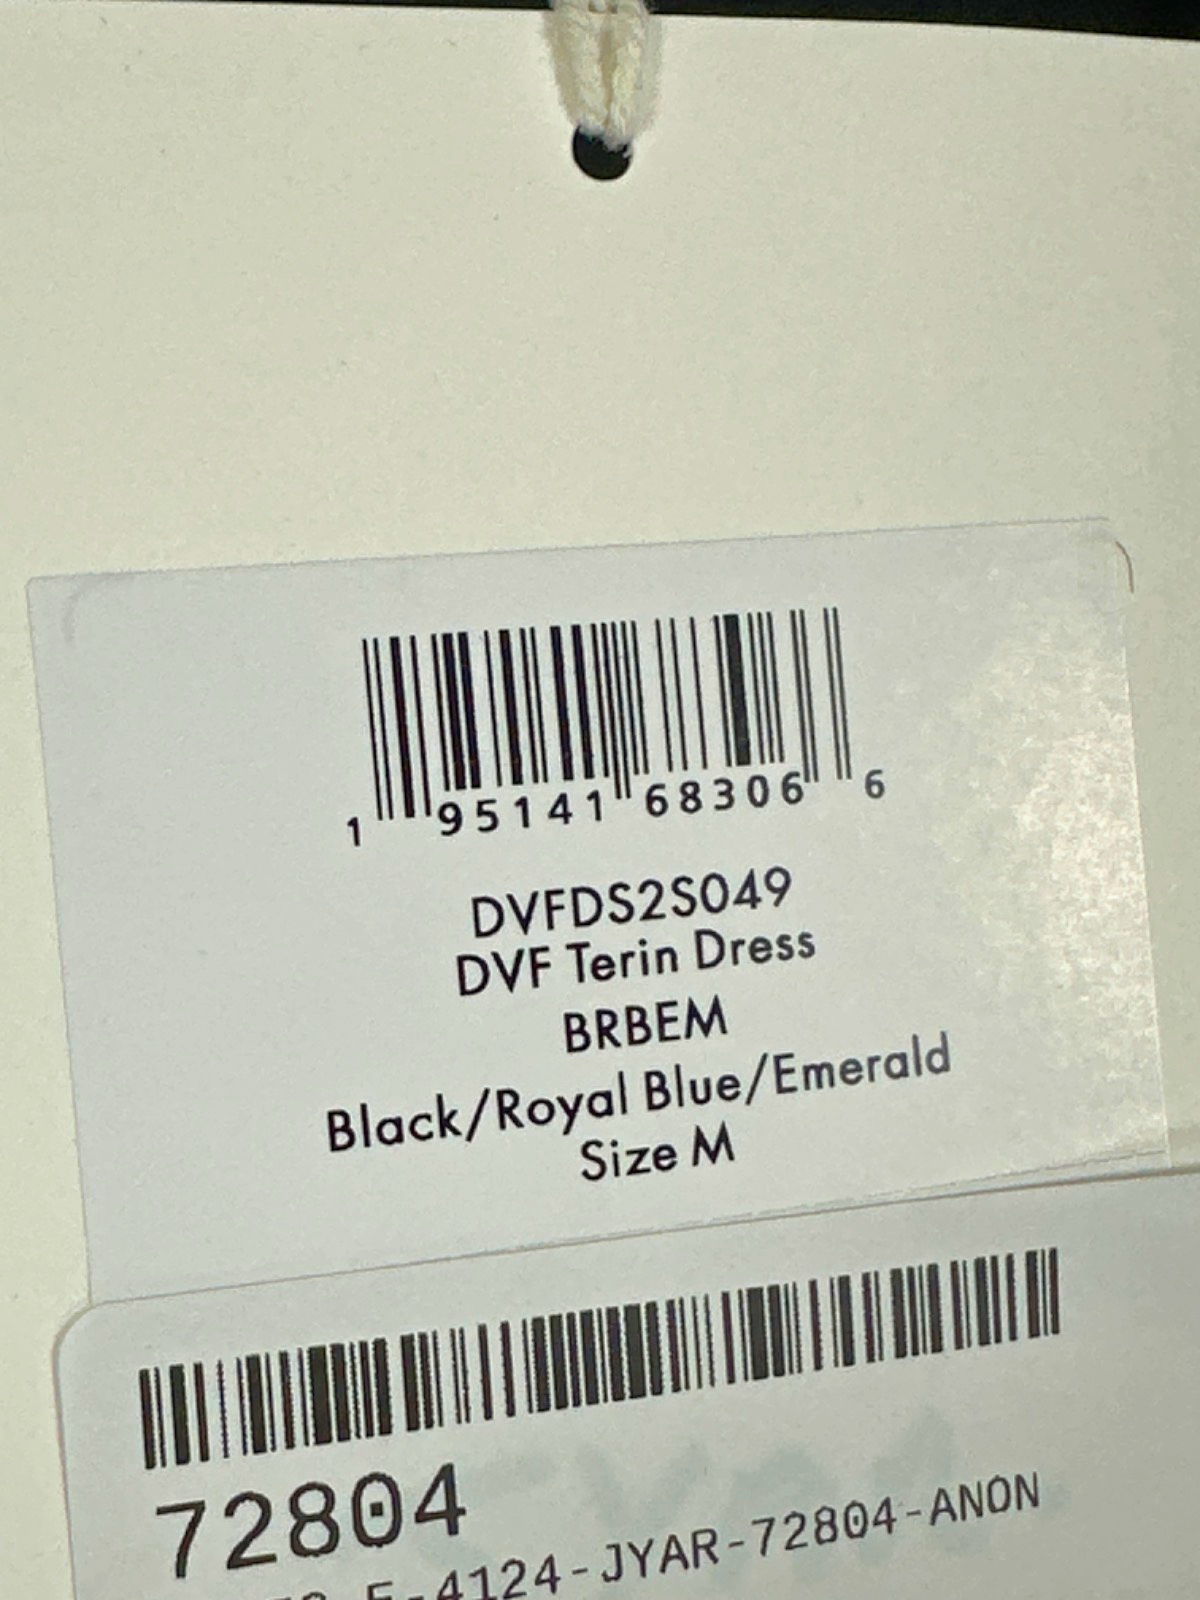 1 95141 68306 6
DVFDS2S049
DVF Terin Dress
BRBEM
Black/Royal Blue/Emerald
Size M
72804
-4124-JYAR-72804-ANON